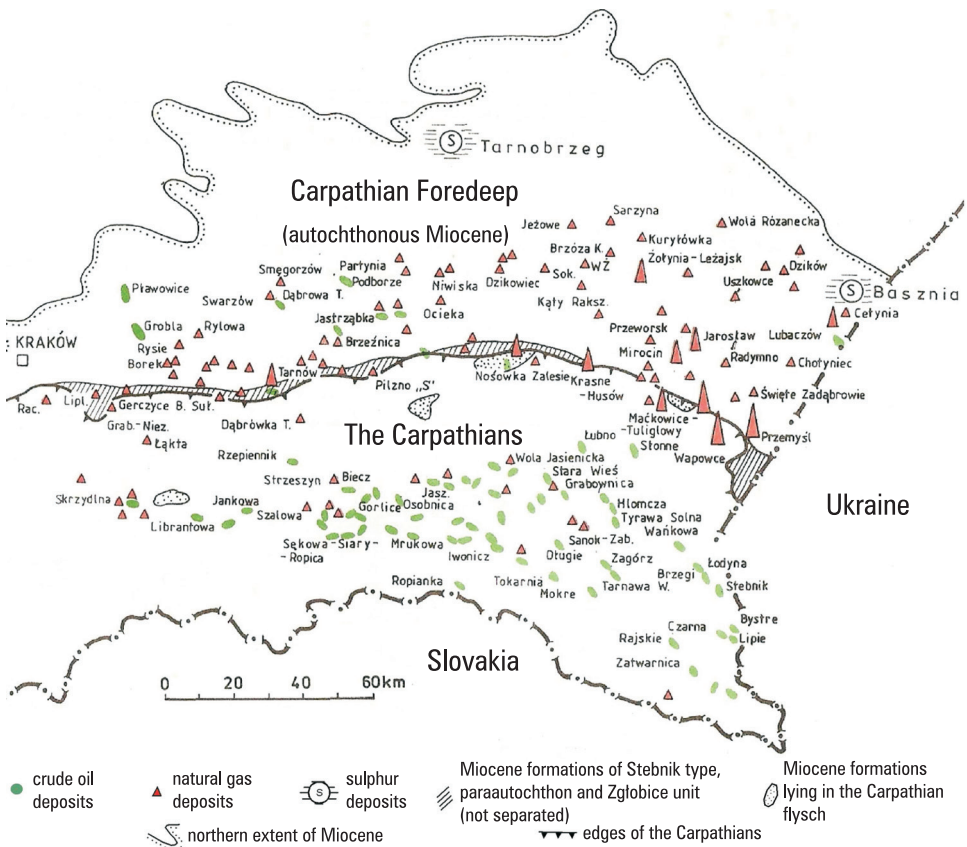 S
Tarnobrzeg
Carpathian Foredeep
(autochthonous Miocene)
Jeżowe
Sarzyna
Wola Różanecka
Kuryłówka
Brzóza K.
Żołynia-Leżajsk
Partynia
Podborze
Smęgorzów
Dąbrowa T.
Niwiska
Dzikowiec
Sok.
WŻ
Dzików
Uszkowce
S
Basznia
Pławowice
Swarzów
Kąty Raksz.
Cetynia
Ocieka
Jastrząbka
Grobla
Rylowa
Przeworsk
Jarosław
Lubaczów
KRAKÓW
Rysie
Brzeźnica
Mirocin
Borek
Radymno
Chotyniec
Tarnów
Pilzno „S"
Nosówka
Zalesie
Krasne
-Husów
Rac.
Lipl.
Gerczyce
B.
Suł.
Święte
Zadąbrowie
Grab.-Niez.
Dąbrówka T.
Maćkowice
-Tuligłowy
Przemyśl
Łąkta
The Carpathians
Łubno
Słonne
Wapowce
Rzepiennik
Wola Jasienicka
Stara Wieś
Strzeszyn
Biecz
Grabownica
Jasz.
Skrzydlna
Jankowa
Gorlice
Osobnica
Hłomcza
Ukraine
Librantowa
Szalowa
Tyrawa Solna
Wańkowa
Sanok-Zab.
Sękowa-Siary-
-Ropica
Mrukowa
Iwonicz
Długie
Zagórz
Łodyna
Brzegi
Ropianka
Tokarnia
Mokre
Tarnawa W.
Stebnik
Czarna
Bystre
Rajskie
Lipie
Slovakia
Zatwarnica
0 20 40 60km
crude oil
deposits
natural gas
deposits
S
sulphur
deposits
Miocene formations of Stebnik type,
paraautochthon and Zgłobice unit
(not separated)
Miocene formations
lying in the Carpathian
flysch
northern extent of Miocene
edges of the Carpathians